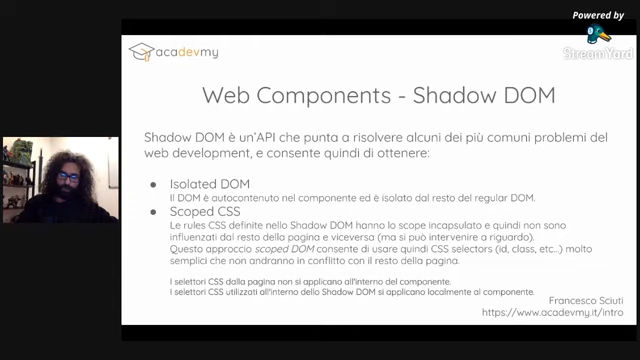 Powered by
StreamYard
acadevmy
Web Components - Shadow DOM
Shadow DOM è un'API che punta a risolvere alcuni dei più comuni problemi del
web development, e consente quindi di ottenere:
● Isolated DOM
Il DOM è autocontenuto nel componente ed è isolato dal resto del regular DOM.
● Scoped CSS
Le rules CSS definite nello Shadow DOM hanno lo scope incapsulato e quindi non sono
influenzati dal resto della pagina e viceversa (ma si può intervenire a riguardo).
Questo approccio scoped DOM consente di usare quindi CSS selectors (id, class, etc...) molto
semplici che non andranno in conflitto con il resto della pagina.
I selettori CSS dalla pagina non si applicano all'interno del componente.
I selettori CSS utilizzati all'interno dello Shadow DOM si applicano localmente al componente.
Francesco Sciuti
https://www.acadevmy.it/intro